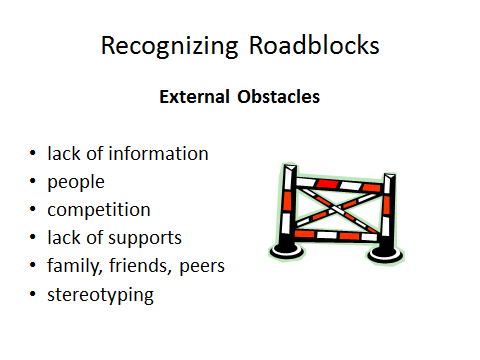 Recognizing Roadblocks
External Obstacles
• lack of information
• people
• competition
• lack of supports
• family, friends, peers
• stereotyping